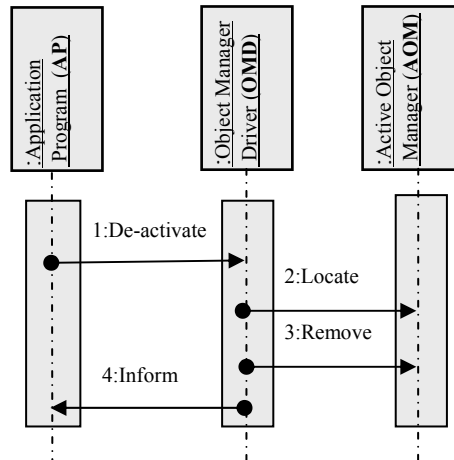 :Application
Program (AP)
:Object Manager
Driver (OMD)
:Active Object
Manager (AOM)
1:De-activate
2:Locate
3:Remove
4:Inform